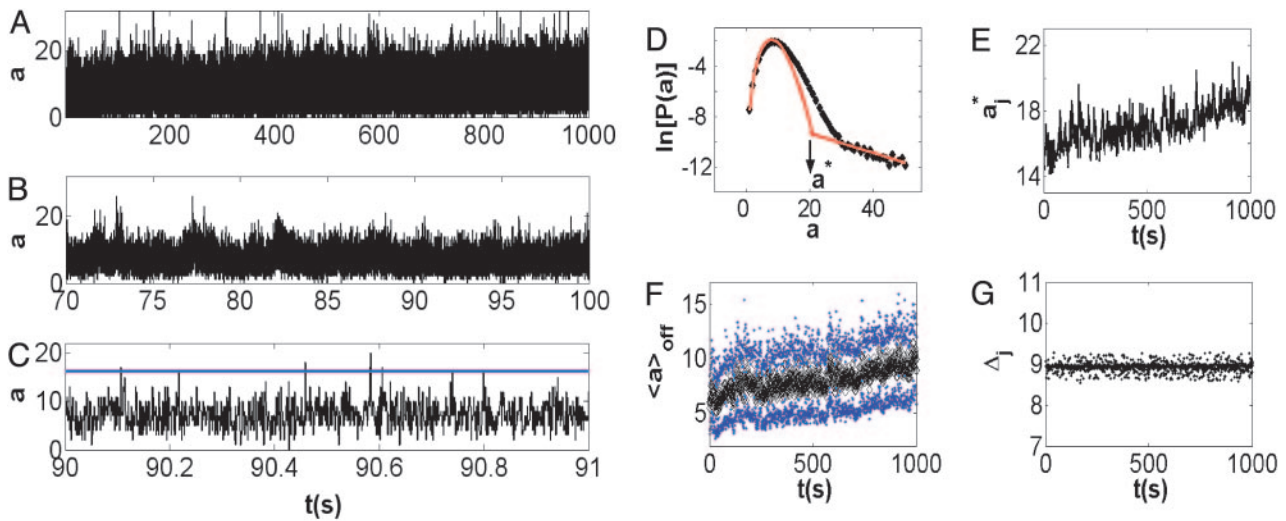 A
a
20
0
200 400 600 800 1000
B
a
20
0
70 75 80 85 90 95 100
C
a
20
10
0
90 90.2 90.4 90.6 90.8 91
t(s)
D
ln[P(a)]
-4
-8
-12
a*
0 20 40
a
E
a*j
22
18
14
0 500 1000
t(s)
F
<a>off
15
10
5
0 500 1000
t(s)
G
Δj
11
10
9
8
7
0 500 1000
t(s)